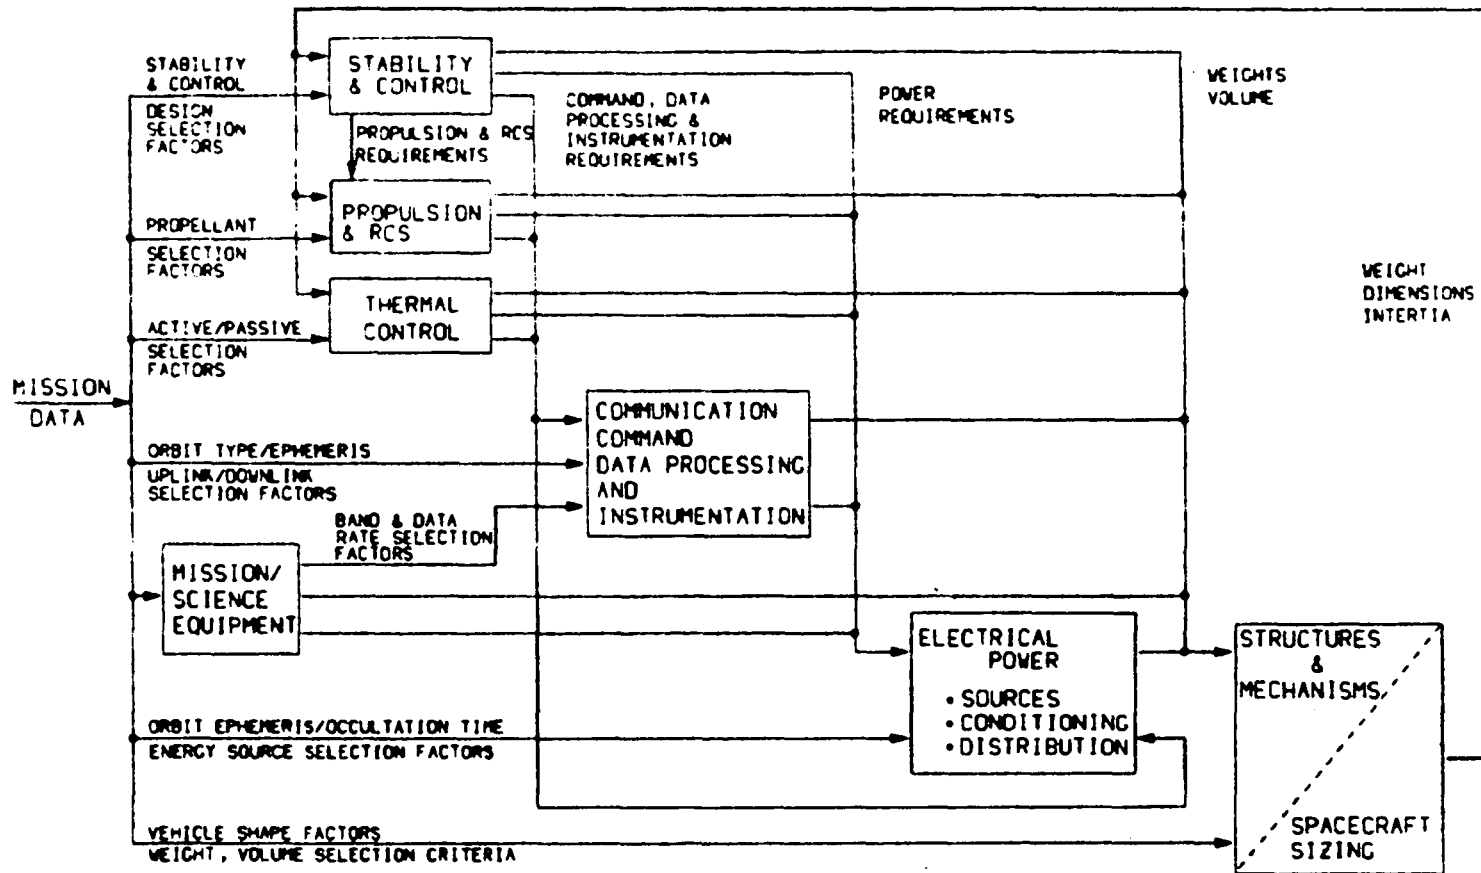 STABILITY
& CONTROL
DESIGN
SELECTION
FACTORS
STABILITY
& CONTROL
PROPULSION & RCS
REQUIREMENTS
COMMAND, DATA
PROCESSING &
INSTRUMENTATION
REQUIREMENTS
POWER
REQUIREMENTS
WEIGHTS
VOLUME
PROPELLANT
SELECTION
FACTORS
PROPULSION
& RCS
WEIGHT
DIMENSIONS
INTERTIA
ACTIVE/PASSIVE
SELECTION
FACTORS
THERMAL
CONTROL
MISSION
DATA
COMMUNICATION
COMMAND
DATA PROCESSING
AND
INSTRUMENTATION
ORBIT TYPE/EPHEMERIS
UPLINK/DOWNLINK
SELECTION FACTORS
BAND & DATA
RATE SELECTION
FACTORS
MISSION/
SCIENCE
EQUIPMENT
ELECTRICAL
POWER
• SOURCES
• CONDITIONING
• DISTRIBUTION
STRUCTURES
&
MECHANISMS
SPACECRAFT
SIZING
ORBIT EPHEMERIS/OCCULTATION TIME
ENERGY SOURCE SELECTION FACTORS
VEHICLE SHAPE FACTORS
WEIGHT, VOLUME SELECTION CRITERIA